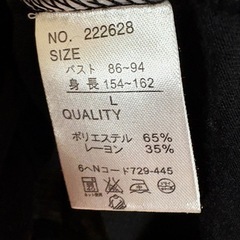 NO. 222628
SIZE
バスト 86~94
身長 154~162
L
QUALITY
ポリエステル 65%
レーヨン 35%
6ヘNコード729-445